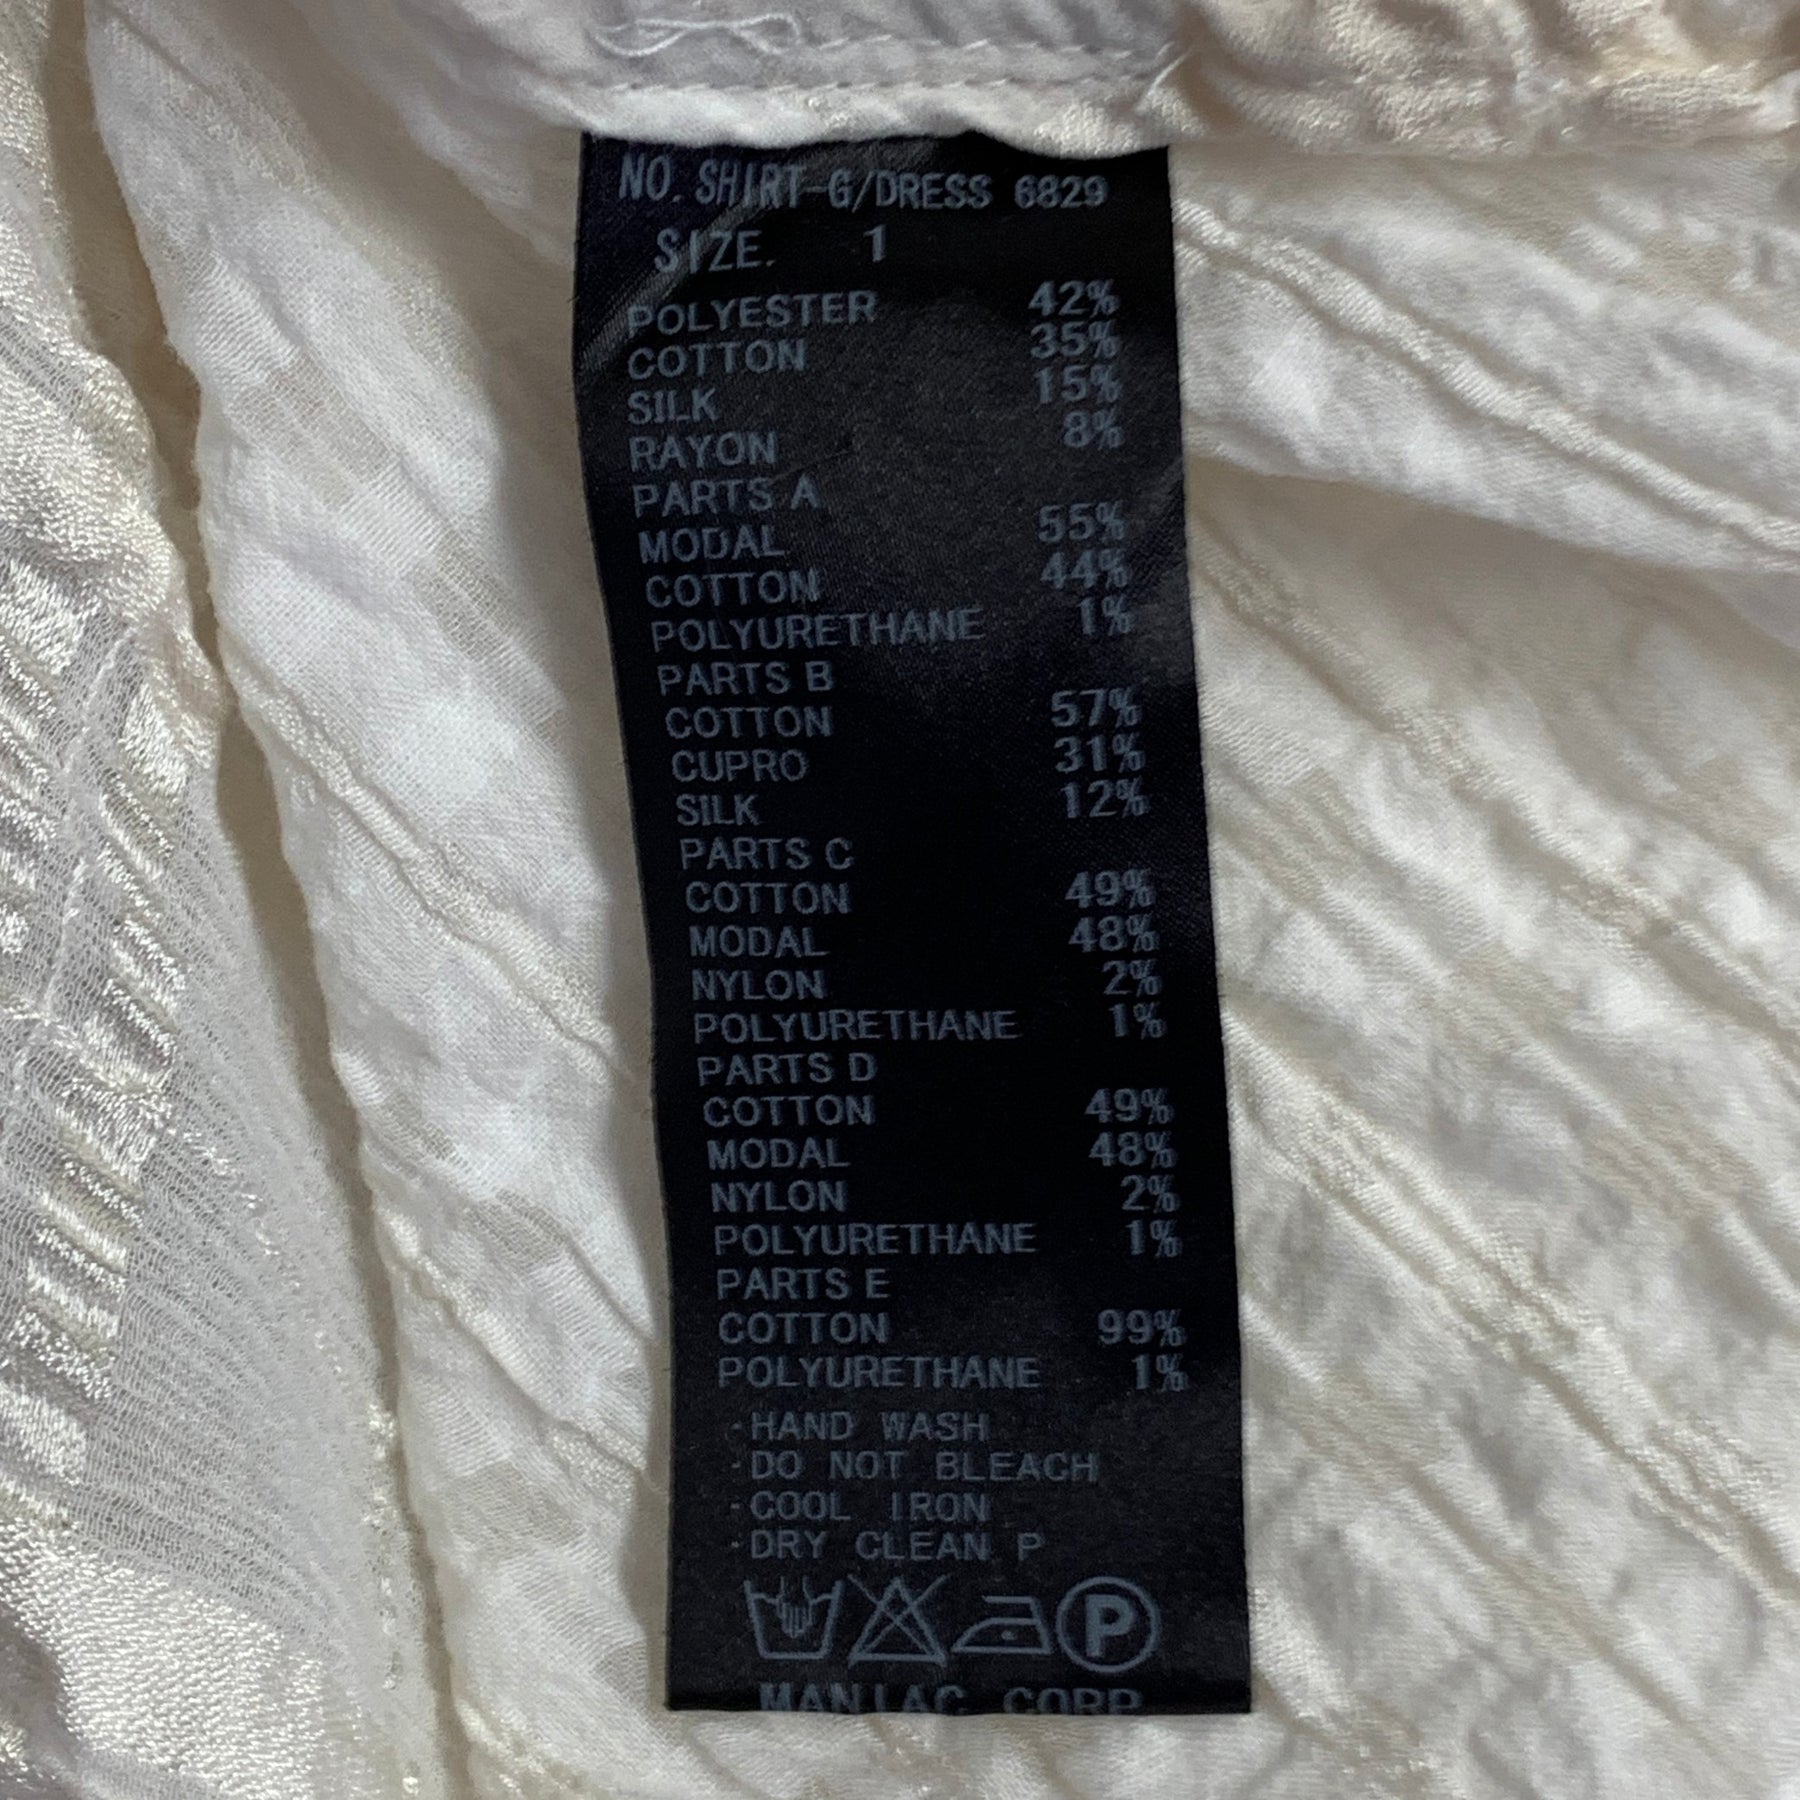 NO. SHIRT-G/DRESS 6829
SIZE. 1
POLYESTER 42%
COTTON 35%
SILK 15%
RAYON 8%
PARTS A
MODAL 55%
COTTON 44%
POLYURETHANE 1%
PARTS B
COTTON 57%
CUPRO 31%
SILK 12%
PARTS C
COTTON 49%
MODAL 48%
NYLON 2%
POLYURETHANE 1%
PARTS D
COTTON 49%
MODAL 48%
NYLON 2%
POLYURETHANE 1%
PARTS E
COTTON 99%
POLYURETHANE 1%
·HAND WASH
·DO NOT BLEACH
·COOL IRON
·DRY CLEAN P
P
MANIAC CORP